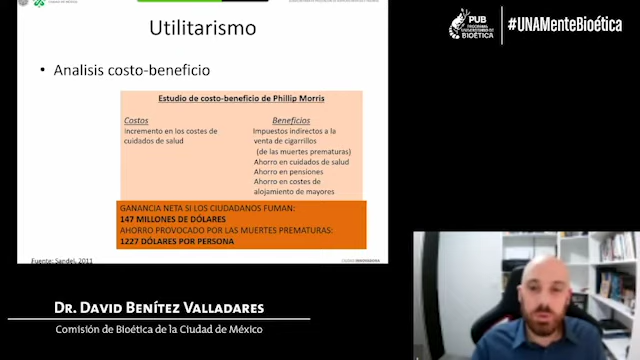 Utilitarismo
• Analisis costo-beneficio
Estudio de costo-beneficio de Phillip Morris
Costos
Incremento en los costes de
cuidados de salud
Beneficios
Impuestos indirectos a la
venta de cigarrillos
(de las muertes prematuras)
Ahorro en cuidados de salud
Ahorro en pensiones
Ahorro en costes de
alojamiento de mayores
GANANCIA NETA SI LOS CIUDADANOS FUMAN:
147 MILLONES DE DÓLARES
AHORRO PROVOCADO POR LAS MUERTES PREMATURAS:
1227 DÓLARES POR PERSONA
Fuente: Sandel, 2011
PUB
PROGRAMA
UNIVERSITARIO DE
BIOÉTICA
#UNAMenteBioética
DR. DAVID BENÍTEZ VALLADARES
Comisión de Bioética de la Ciudad de México